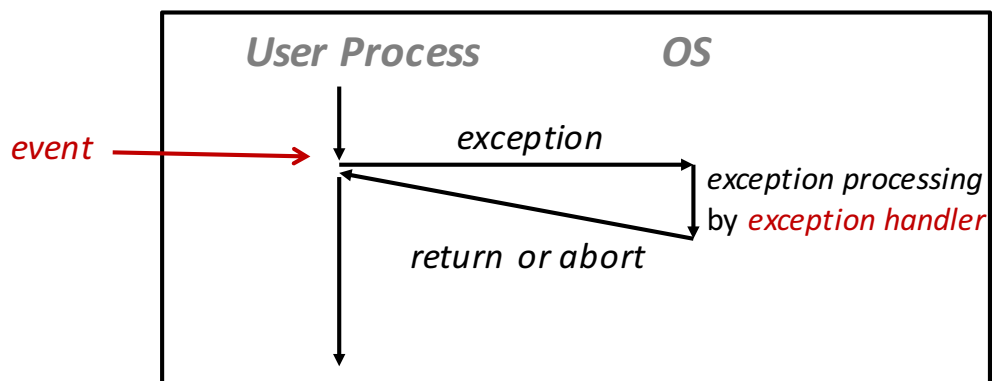 User Process
OS
event
exception
exception processing
by exception handler
return or abort